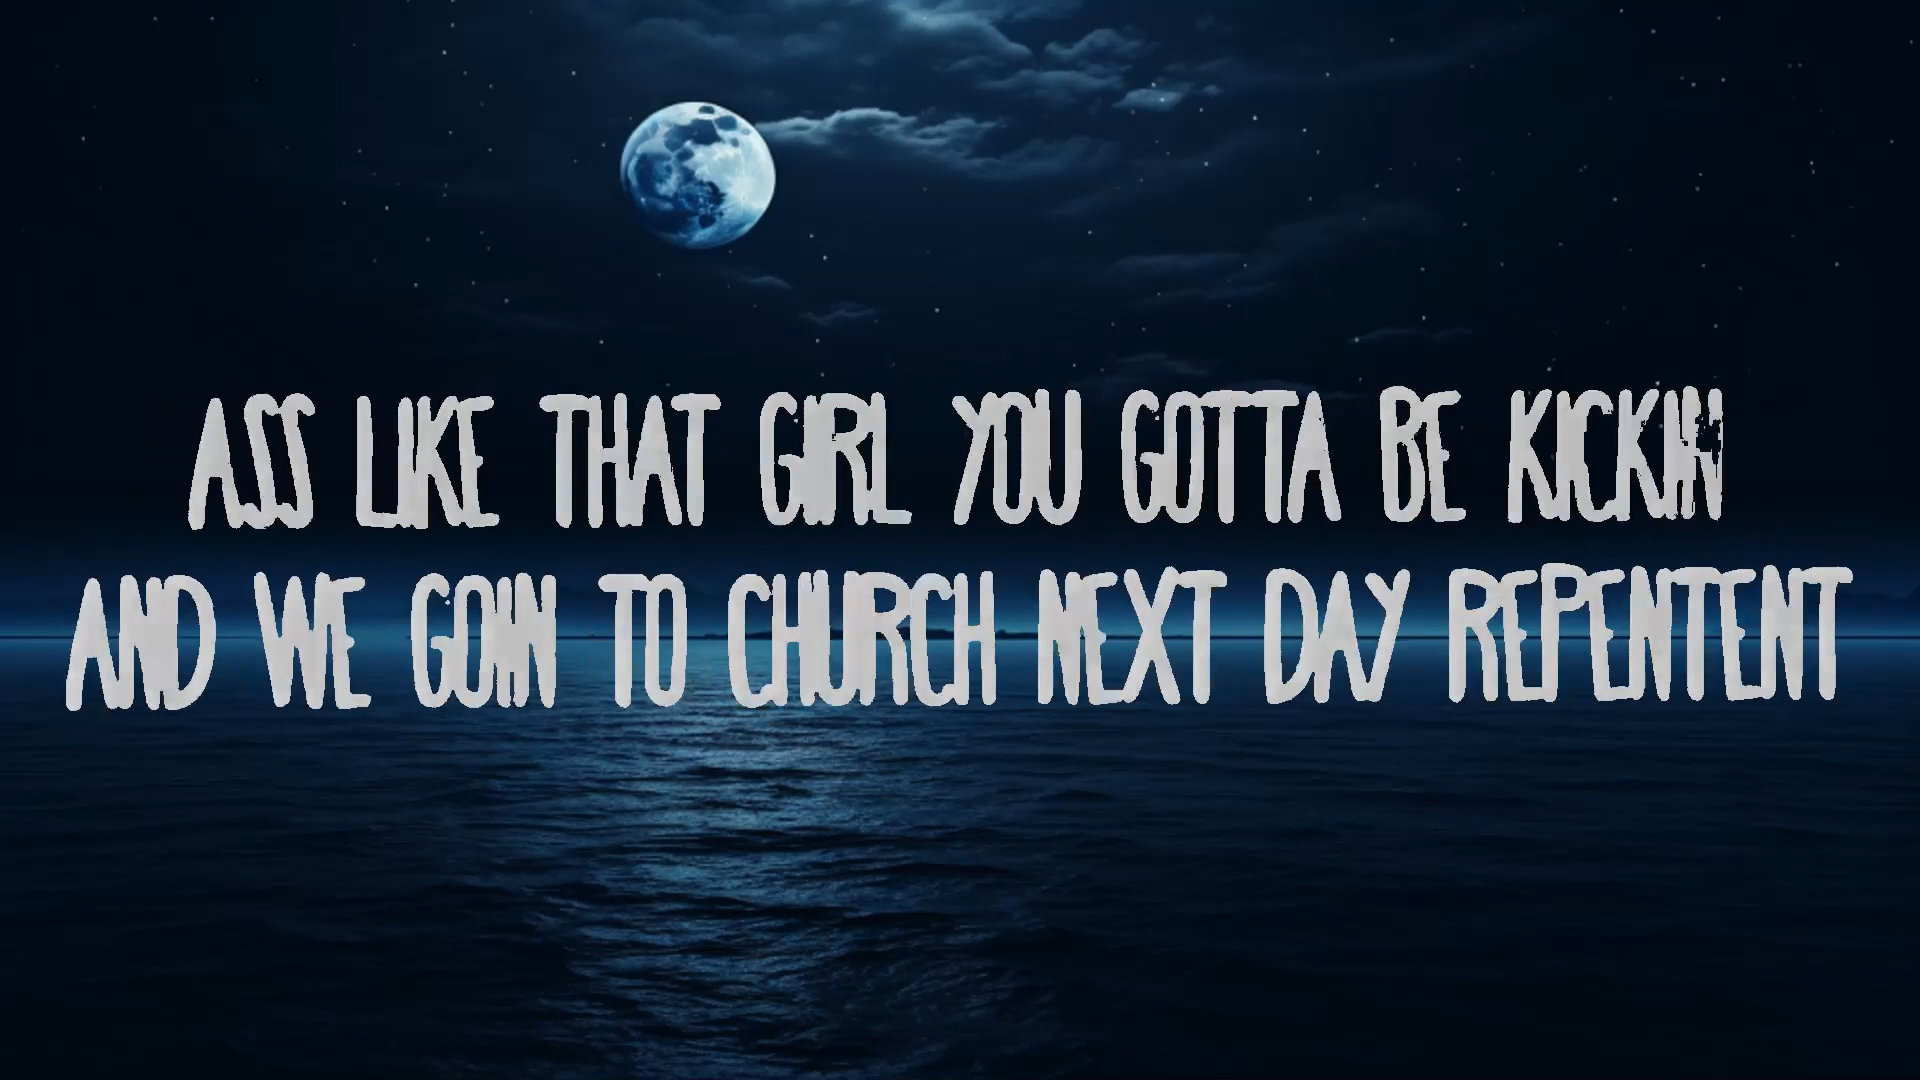 ASS LIKE THAT GIRL YOU GOTTA BE KICKIN
AND WE GOIN TO CHURCH NEXT DAY REPENTENT